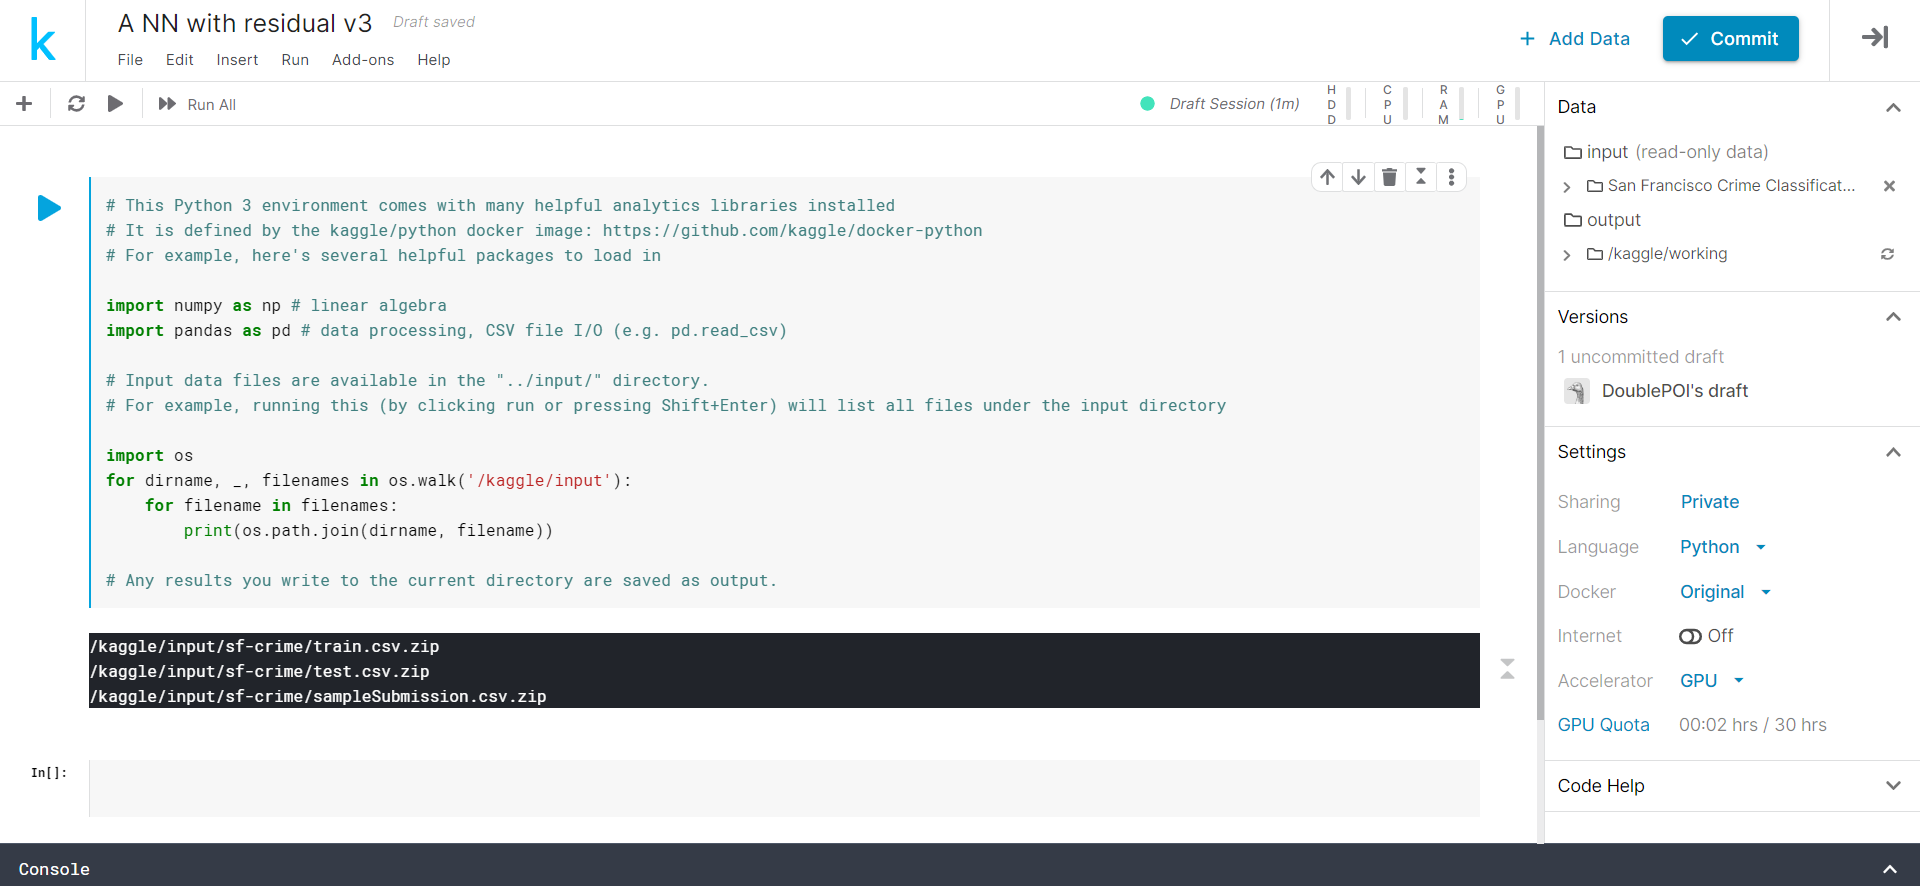 k
A NN with residual v3 Draft saved
File Edit Insert Run Add-ons Help
+ Add Data
Commit
Run All
Draft Session (1m)
HDD
CPU
RAM
GPU
# This Python 3 environment comes with many helpful analytics libraries installed
# It is defined by the kaggle/python docker image: https://github.com/kaggle/docker-python
# For example, here's several helpful packages to load in
import numpy as np # linear algebra
import pandas as pd # data processing, CSV file I/O (e.g. pd.read_csv)
# Input data files are available in the "../input/" directory.
# For example, running this (by clicking run or pressing Shift+Enter) will list all files under the input directory
import os
for dirname, _, filenames in os.walk('/kaggle/input'):
    for filename in filenames:
        print(os.path.join(dirname, filename))
# Any results you write to the current directory are saved as output.
/kaggle/input/sf-crime/train.csv.zip
/kaggle/input/sf-crime/test.csv.zip
/kaggle/input/sf-crime/sampleSubmission.csv.zip
In[]:
Data
input (read-only data)
San Francisco Crime Classificat...
output
/kaggle/working
Versions
1 uncommitted draft
DoublePOI's draft
Settings
Sharing Private
Language Python
Docker Original
Internet Off
Accelerator GPU
GPU Quota 00:02 hrs / 30 hrs
Code Help
Console